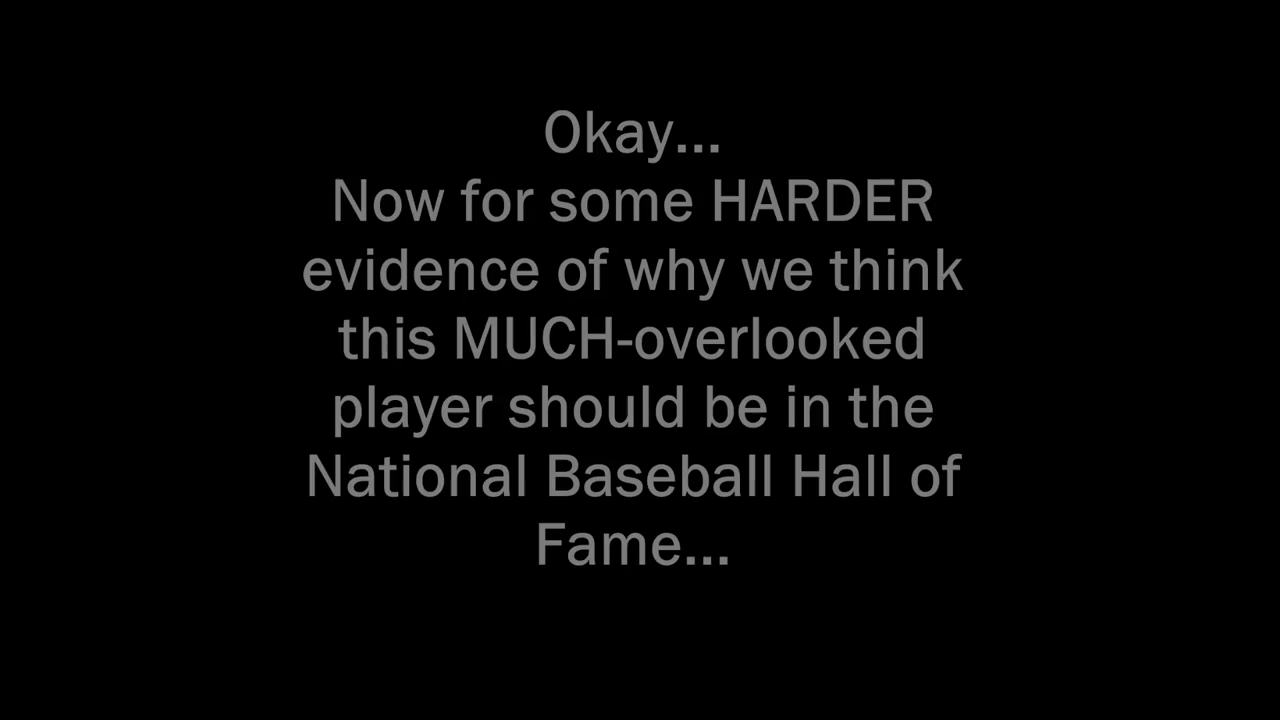 Okay...
Now for some HARDER
evidence of why we think
this MUCH-overlooked
player should be in the
National Baseball Hall of
Fame...